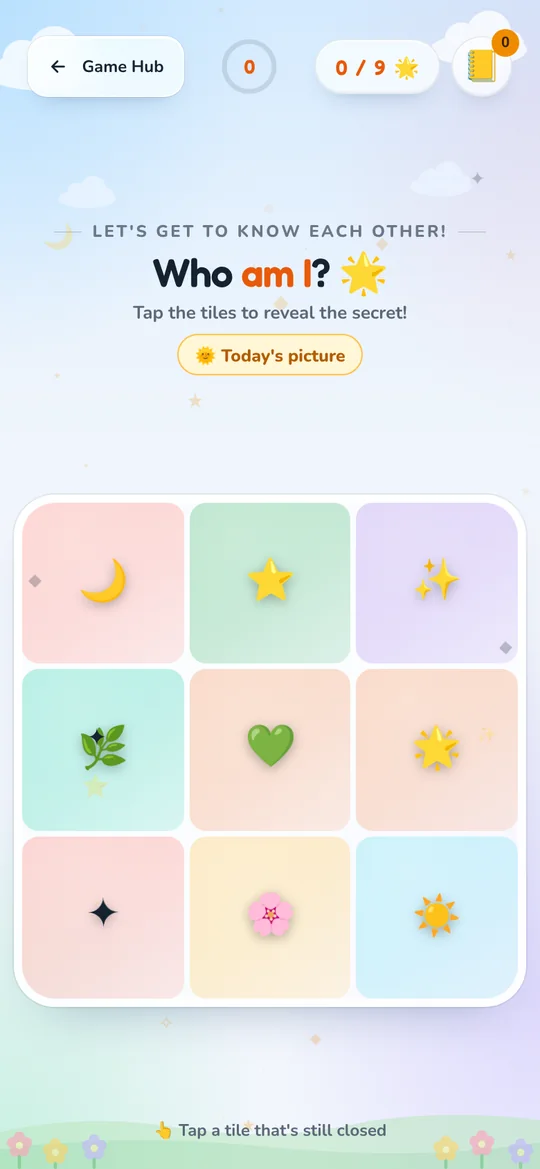 ← Game Hub
0
0 / 9 🌟
0
LET'S GET TO KNOW EACH OTHER!
Who am I? 🌟
Tap the tiles to reveal the secret!
🌞 Today's picture
👆 Tap a tile that's still closed